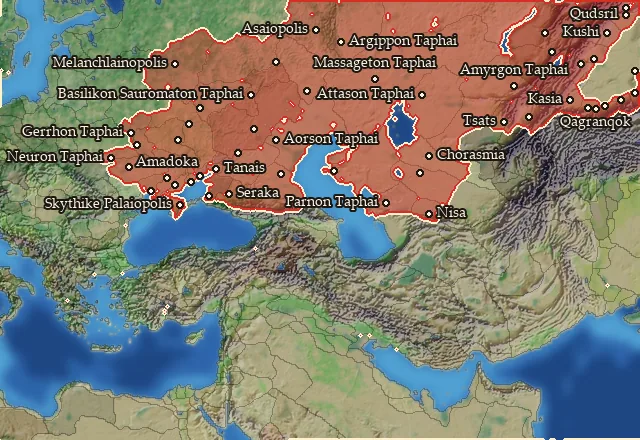 Qudsril
Asaiopolis
Kushi
Argippon Taphai
Melanchlainopolis
Massageton Taphai
Amyrgon Taphai
Basilikon Sauromaton Taphai
Attason Taphai
Kasia
Tsats
Qagranqók
Gerrhon Taphai
Aorson Taphai
Neuron Taphai
Amadoka
Chorasmia
Tanais
Seraka
Skythike Palaiopolis
Parnon Taphai
Nisa